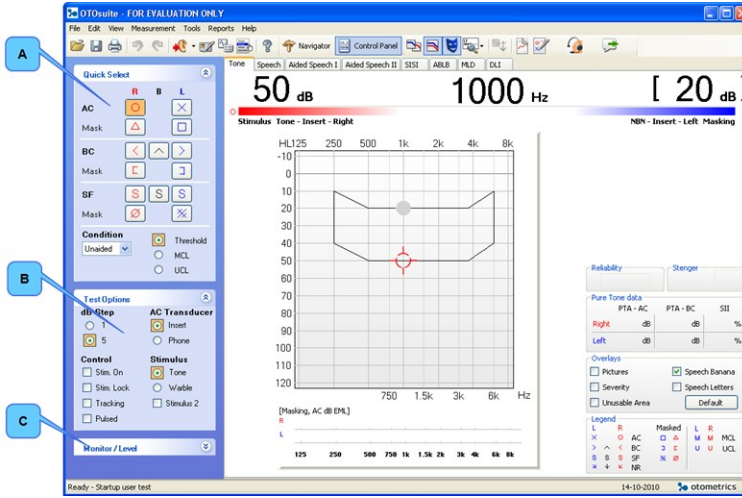 OTOsuite - FOR EVALUATION ONLY
File Edit View Measurement Tools Reports Help
Navigator Control Panel
Tone Speech Aided Speech I Aided Speech II SISI ABLB MLD DLI
50 dB 1000 Hz [ 20 dB ]
Stimulus Tone - Insert - Right NBN - Insert - Left Masking
A
Quick Select
R B L
AC
Mask
BC
Mask
SF S S S
Mask
Condition
Unaided
Threshold
MCL
UCL
B
Test Options
dB Step AC Transducer
1 Insert
5 Phone
Control Stimulus
Stim. On Tone
Stim. Lock Warble
Tracking Stimulus 2
Pulsed
C
Monitor / Level
HL125 250 500 1k 2k 4k 8k
-10
0
10
20
30
40
50
60
70
80
90
100
110
120
750 1.5k 3k 6k Hz
[Masking, AC dB EML]
R
L
125 250 500 750 1k 1.5k 2k 3k 4k 6k 8k
Reliability Stenger
Pure Tone data
PTA - AC PTA - BC SII
Right dB dB %
Left dB dB %
Overlays
Pictures Speech Banana
Severity Speech Letters
Unusable Area Default
Legend
L R Masked L R
X O AC M M MCL
> ^ < BC U U UCL
S S S SF
NR
Ready - Startup user test 14-10-2010 otometrics